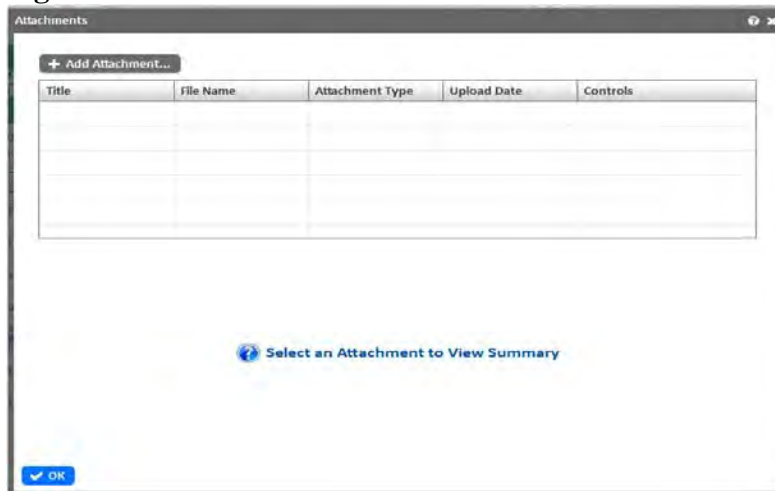 Attachments
+ Add Attachment...
Title File Name Attachment Type Upload Date Controls
Select an Attachment to View Summary
OK